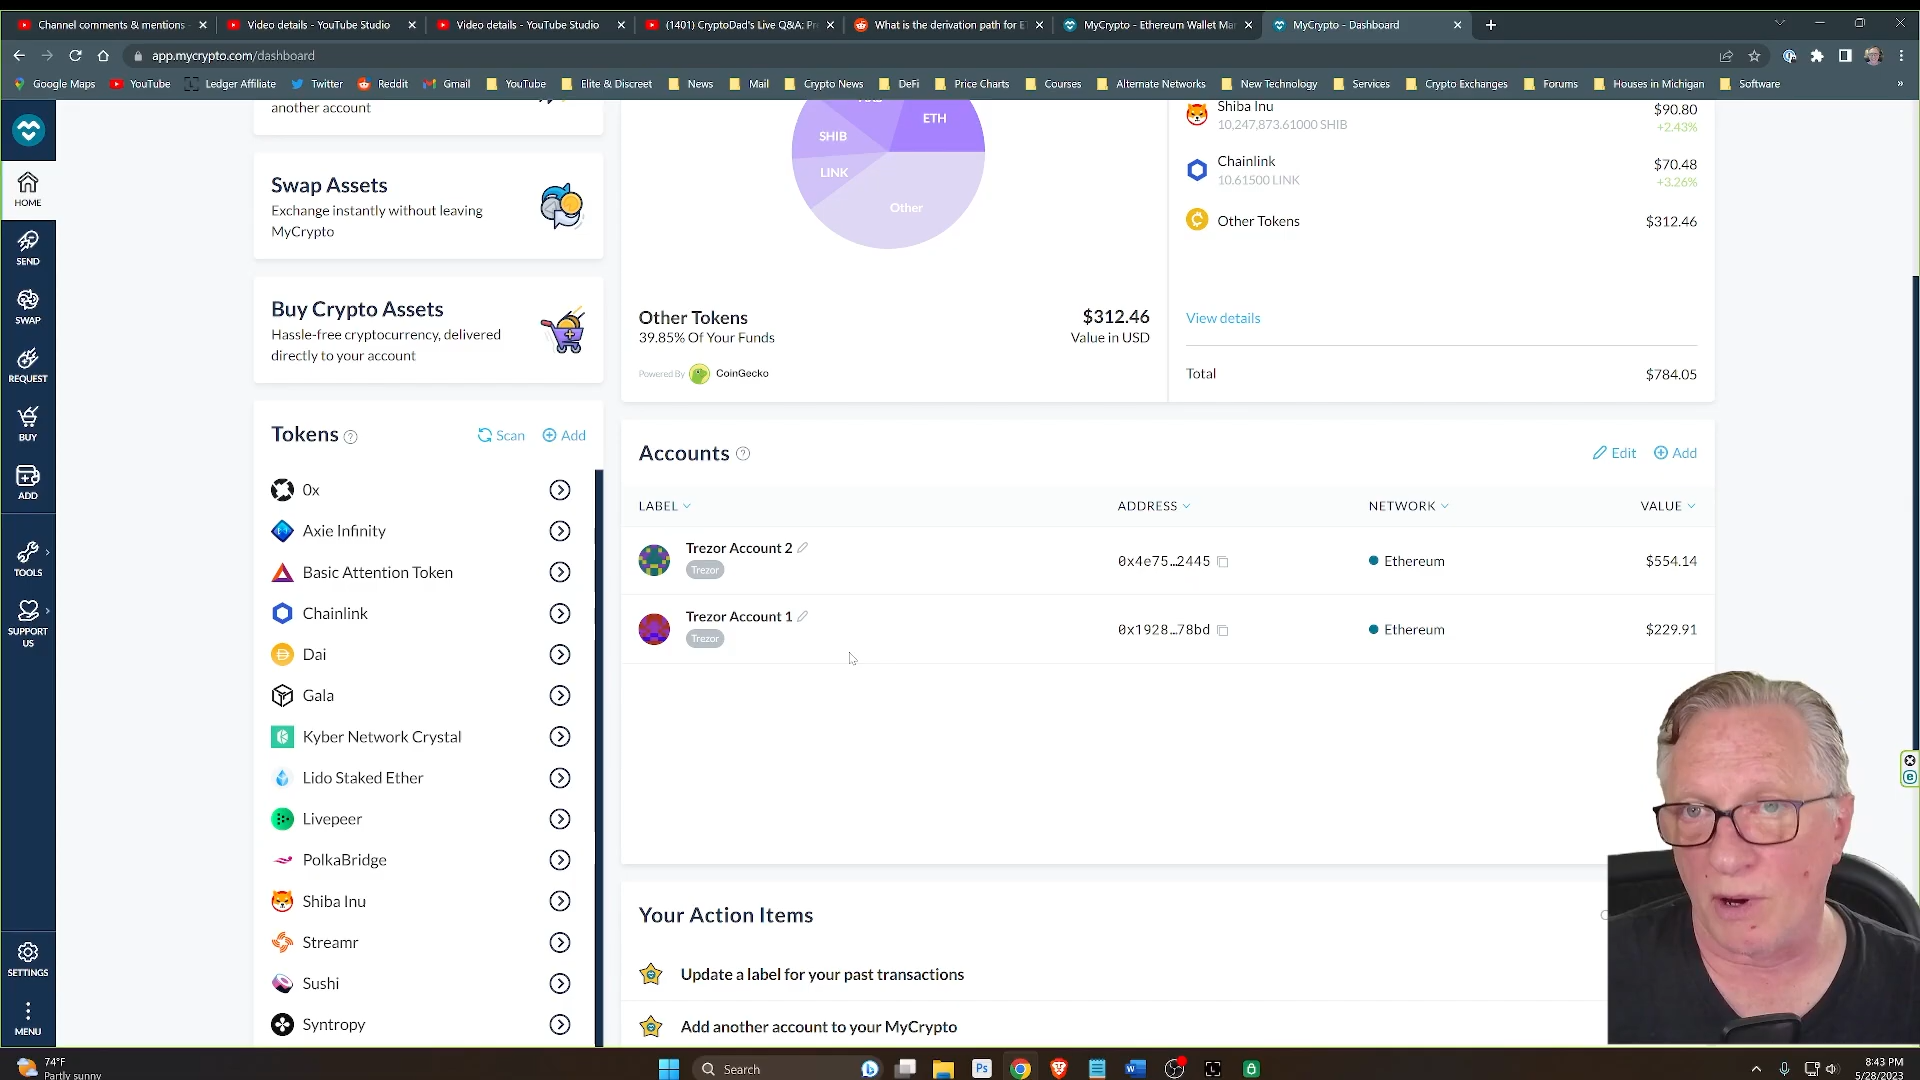 Channel comments & mentions -
Video details - YouTube Studio
Video details - YouTube Studio
(1401) CryptoDad's Live Q&A; Pr
What is the derivation path for E
MyCrypto - Ethereum Wallet Ma
MyCrypto - Dashboard
app.mycrypto.com/dashboard
Google Maps
YouTube
Ledger Affiliate
Twitter
Reddit
Gmail
YouTube
Elite & Discreet
News
Mail
Crypto News
DeFi
Price Charts
Courses
Alternate Networks
New Technology
Services
Crypto Exchanges
Forums
Houses in Michigan
Software
HOME
SEND
SWAP
REQUEST
BUY
ADD
TOOLS
SUPPORT
US
SETTINGS
MENU
another account
Swap Assets
Exchange instantly without leaving
MyCrypto
Buy Crypto Assets
Hassle-free cryptocurrency, delivered
directly to your account
Tokens
Scan
Add
0x
Axie Infinity
Basic Attention Token
Chainlink
Dai
Gala
Kyber Network Crystal
Lido Staked Ether
Livepeer
PolkaBridge
Shiba Inu
Streamr
Sushi
Syntropy
ETH
SHIB
LINK
Other
Other Tokens
$312.46
39.85% Of Your Funds
Value in USD
Powered By
CoinGecko
Shiba Inu
$90.80
10,247,873.61000 SHIB
+2.43%
Chainlink
$70.48
10.61500 LINK
+3.26%
Other Tokens
$312.46
View details
Total
$784.05
Accounts
Edit
Add
LABEL
ADDRESS
NETWORK
VALUE
Trezor Account 2
Trezor
0x4e75…2445
Ethereum
$554.14
Trezor Account 1
Trezor
0x1928…78bd
Ethereum
$229.91
Your Action Items
Update a label for your past transactions
Add another account to your MyCrypto
74°F
Partly sunny
Search
8:43 PM
5/28/2023